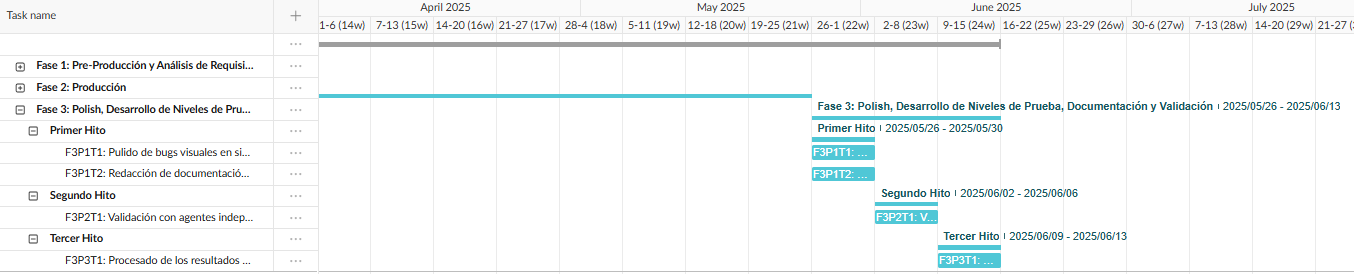 Task name
April 2025
May 2025
June 2025
July 2025
1-6 (14w) 7-13 (15w) 14-20 (16w) 21-27 (17w) 28-4 (18w) 5-11 (19w) 12-18 (20w) 19-25 (21w) 26-1 (22w) 2-8 (23w) 9-15 (24w) 16-22 (25w) 23-29 (26w) 30-6 (27w) 7-13 (28w) 14-20 (29w) 21-27 (3
Fase 1: Pre-Producción y Análisis de Requisi...
Fase 2: Producción
Fase 3: Polish, Desarrollo de Niveles de Pru...
Fase 3: Polish, Desarrollo de Niveles de Prueba, Documentación y Validación 2025/05/26 - 2025/06/13
Primer Hito
Primer Hito 2025/05/26 - 2025/05/30
F3P1T1: Pulido de bugs visuales en si...
F3P1T1: ...
F3P1T2: Redacción de documentació...
F3P1T2: ...
Segundo Hito
Segundo Hito 2025/06/02 - 2025/06/06
F3P2T1: Validación con agentes indep...
F3P2T1: V...
Tercer Hito
Tercer Hito 2025/06/09 - 2025/06/13
F3P3T1: Procesado de los resultados ...
F3P3T1: ...